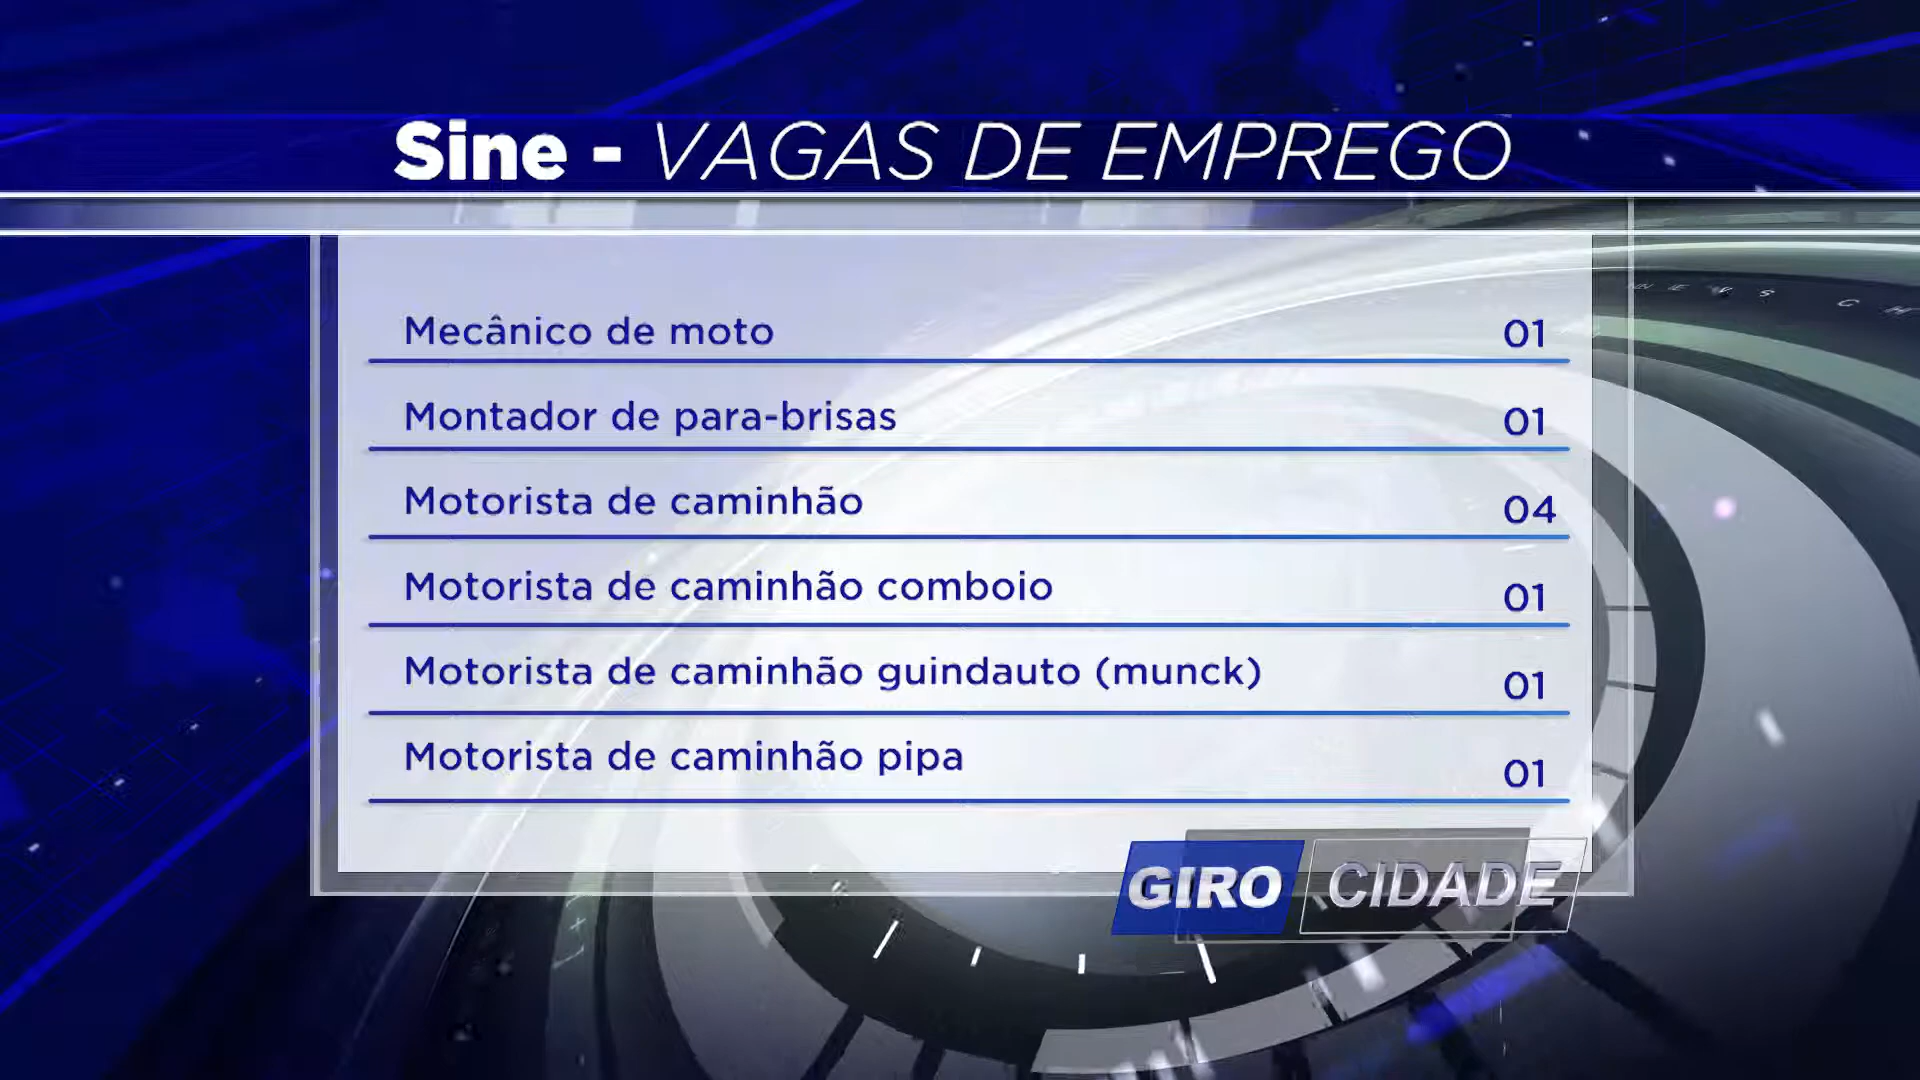 Sine - VAGAS DE EMPREGO
N E W S C H
Mecânico de moto 01
Montador de para-brisas 01
Motorista de caminhão 04
Motorista de caminhão comboio 01
Motorista de caminhão guindauto (munck) 01
Motorista de caminhão pipa 01
GIRO CIDADE